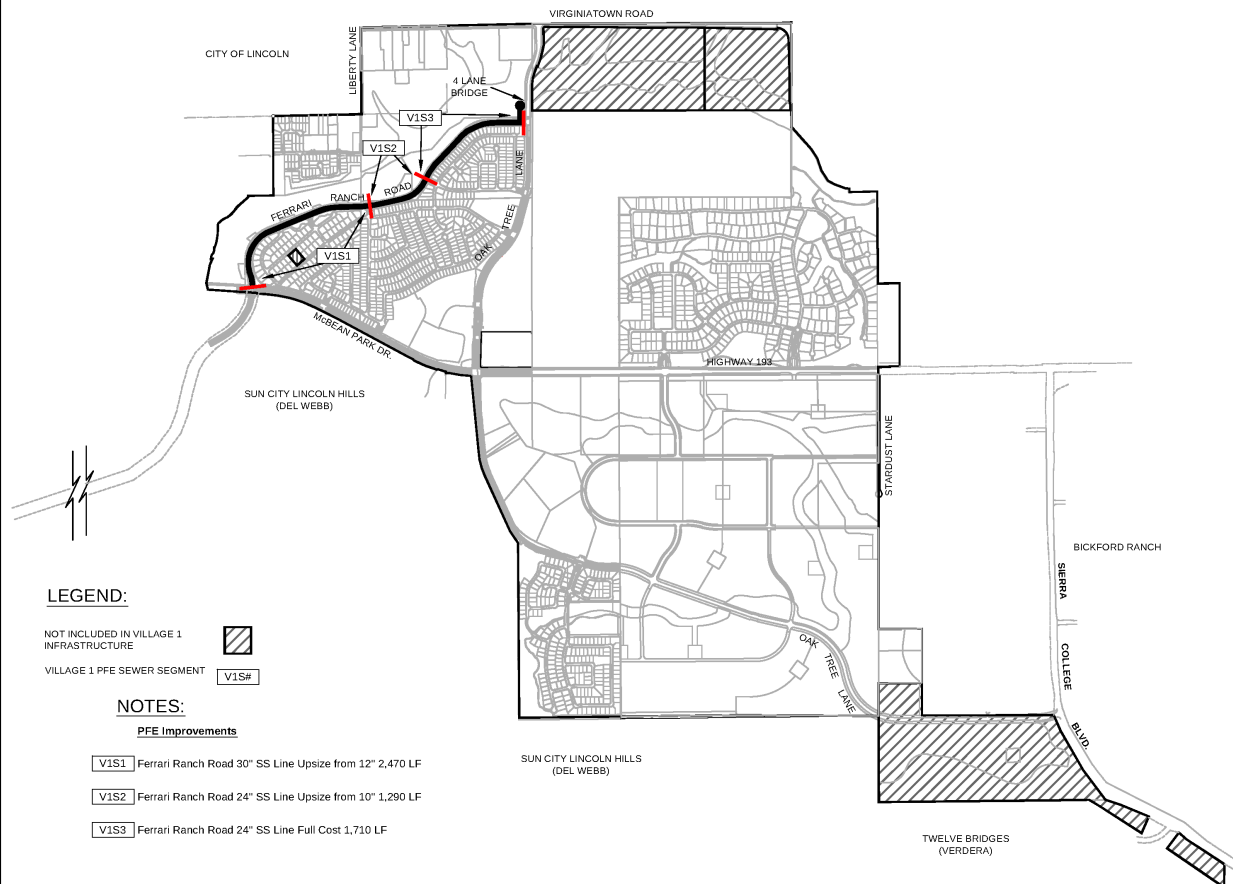 VIRGINIATOWN ROAD
CITY OF LINCOLN
LIBERTY LANE
4 LANE
BRIDGE
V1S3
V1S2
LANE
ROAD
RANCH
FERRARI
TREE
OAK
V1S1
McBEAN PARK DR.
HIGHWAY 193
SUN CITY LINCOLN HILLS
(DEL WEBB)
STARDUST LANE
BICKFORD RANCH
SIERRA
COLLEGE
BLVD.
OAK
TREE
LANE
LEGEND:
NOT INCLUDED IN VILLAGE 1
INFRASTRUCTURE
VILLAGE 1 PFE SEWER SEGMENT
V1S#
NOTES:
PFE Improvements
V1S1 Ferrari Ranch Road 30" SS Line Upsize from 12" 2,470 LF
V1S2 Ferrari Ranch Road 24" SS Line Upsize from 10" 1,290 LF
V1S3 Ferrari Ranch Road 24" SS Line Full Cost 1,710 LF
SUN CITY LINCOLN HILLS
(DEL WEBB)
TWELVE BRIDGES
(VERDERA)